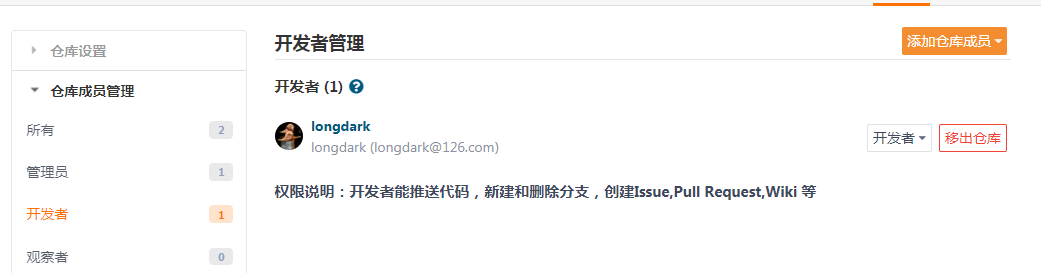 仓库设置
仓库成员管理
所有 2
管理员 1
开发者 1
观察者 0
开发者管理
添加仓库成员
开发者 (1) ?
longdark
longdark (longdark@126.com)
开发者
移出仓库
权限说明：开发者能推送代码，新建和删除分支，创建Issue,Pull Request,Wiki 等